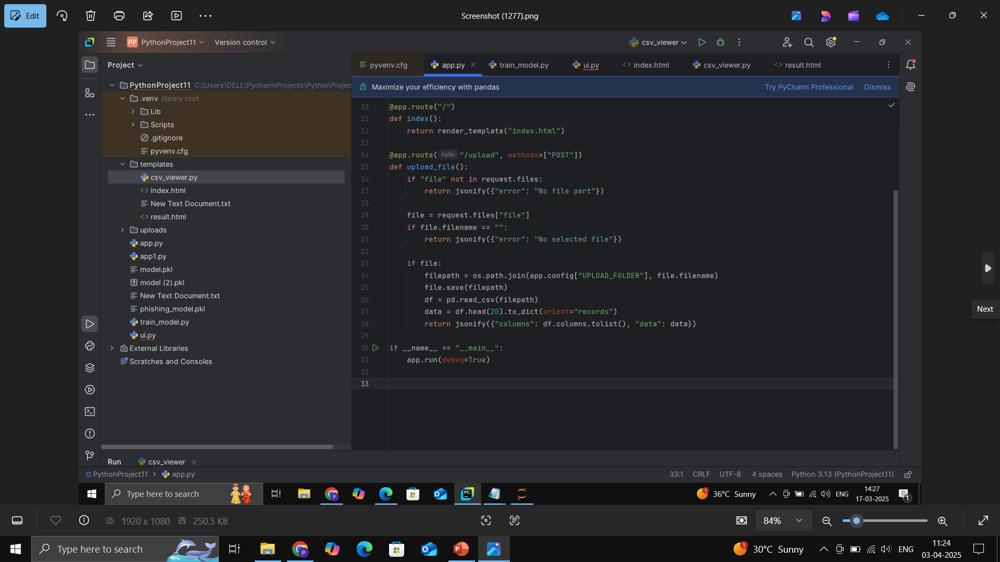 Edit
Screenshot (1277).png
PP PythonProject11
Version control
csv_viewer
Project
pyvenv.cfg
app.py
train_model.py
ui.py
index.html
csv_viewer.py
result.html
Maximize your efficiency with pandas
Try PyCharm Professional
Dismiss
PythonProject11 C:\Users\DELL\PycharmProjects\PythonProjec
.venv library root
Lib
Scripts
.gitignore
pyvenv.cfg
templates
csv_viewer.py
index.html
New Text Document.txt
result.html
uploads
app.py
app1.py
model.pkl
model (2).pkl
New Text Document.txt
phishing_model.pkl
train_model.py
ui.py
External Libraries
Scratches and Consoles
10 @app.route("/")
11 def index():
12 return render_template("index.html")
13
14 @app.route( rule: "/upload", methods=["POST"])
15 def upload_file():
16 if "file" not in request.files:
17 return jsonify({"error": "No file part"})
18
19 file = request.files["file"]
20 if file.filename == "":
21 return jsonify({"error": "No selected file"})
22
23 if file:
24 filepath = os.path.join(app.config["UPLOAD_FOLDER"], file.filename)
25 file.save(filepath)
26 df = pd.read_csv(filepath)
27 data = df.head(20).to_dict(orient="records")
28 return jsonify({"columns": df.columns.tolist(), "data": data})
29
30 if __name__ == "__main__":
31 app.run(debug=True)
32
33
Next
Run
csv_viewer
PythonProject11 > app.py
33:1 CRLF UTF-8 4 spaces Python 3.13 (PythonProject11)
Type here to search
36°C Sunny
ENG
14:27
17-03-2025
1920 x 1080
250.5 KB
84%
Type here to search
30°C Sunny
ENG
11:24
03-04-2025